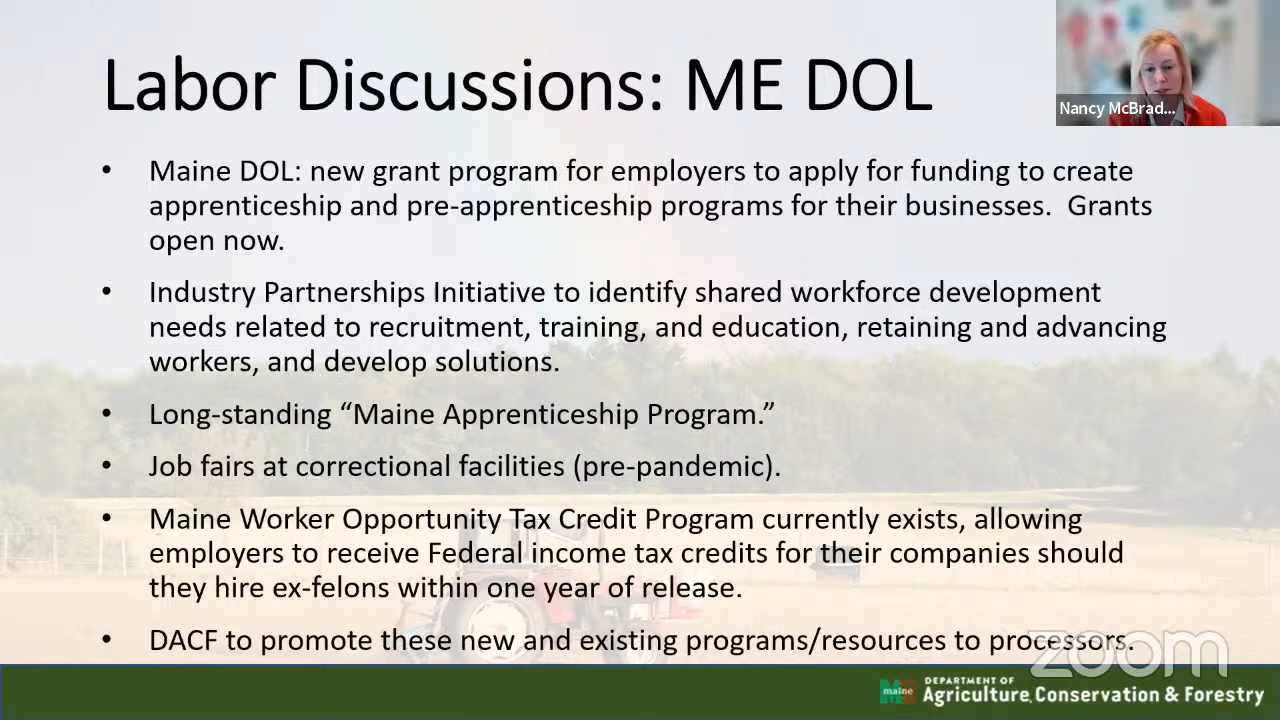 Labor Discussions: ME DOL
Nancy McBrad...
• Maine DOL: new grant program for employers to apply for funding to create
apprenticeship and pre-apprenticeship programs for their businesses.  Grants
open now.
• Industry Partnerships Initiative to identify shared workforce development
needs related to recruitment, training, and education, retaining and advancing
workers, and develop solutions.
• Long-standing “Maine Apprenticeship Program.”
• Job fairs at correctional facilities (pre-pandemic).
• Maine Worker Opportunity Tax Credit Program currently exists, allowing
employers to receive Federal income tax credits for their companies should
they hire ex-felons within one year of release.
• DACF to promote these new and existing programs/resources to processors.
zoom
maine
DEPARTMENT OF
Agriculture, Conservation & Forestry